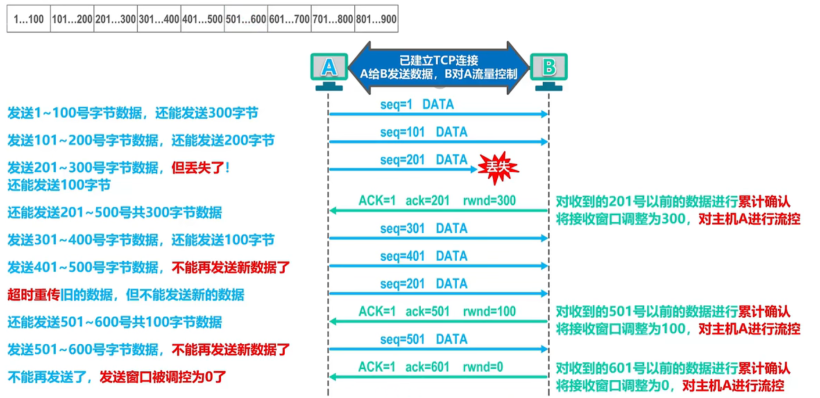 1…100 101…200 201…300 301…400 401…500 501…600 601…700 701…800 801…900
已建立TCP连接
A给B发送数据，B对A流量控制
A
B
发送1~100号字节数据，还能发送300字节
seq=1 DATA
发送101~200号字节数据，还能发送200字节
seq=101 DATA
发送201~300号字节数据，但丢失了！
还能发送100字节
seq=201 DATA
丢失
还能发送201~500号共300字节数据
ACK=1 ack=201 rwnd=300
对收到的201号以前的数据进行累计确认
将接收窗口调整为300，对主机A进行流控
发送301~400号字节数据，还能发送100字节
seq=301 DATA
发送401~500号字节数据，不能再发送新数据了
seq=401 DATA
超时重传旧的数据，但不能发送新的数据
seq=201 DATA
还能发送501~600号共100字节数据
ACK=1 ack=501 rwnd=100
对收到的501号以前的数据进行累计确认
将接收窗口调整为100，对主机A进行流控
发送501~600号字节数据，不能再发送新数据了
seq=501 DATA
不能再发送了，发送窗口被调控为0了
ACK=1 ack=601 rwnd=0
对收到的601号以前的数据进行累计确认
将接收窗口调整为0，对主机A进行流控